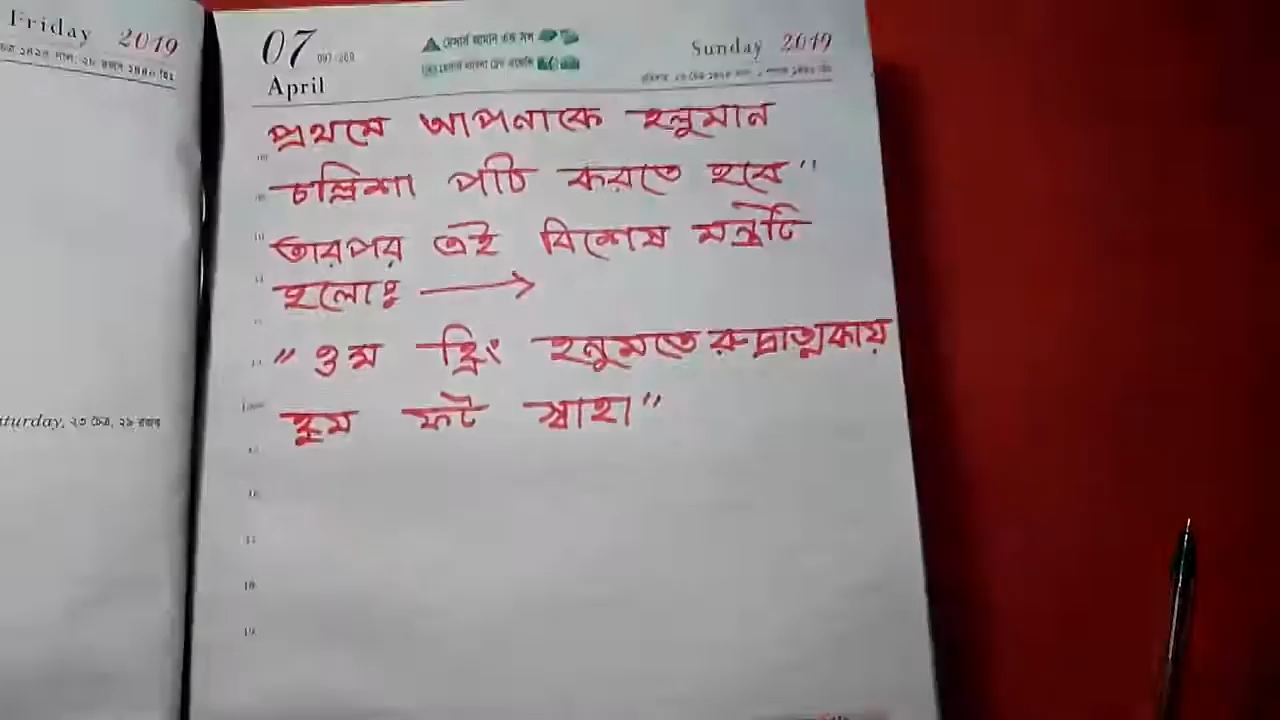 Friday 2019
07
April
Sunday 2019
প্রথমে আপনাকে হনুমান
চল্লিশা পাঠ করতে হবে"
তারপর এই বিশেষ মন্ত্রটি
হলোঃ
"ওম হ্রিং হনুমতে রুদ্রাত্মকায়
হুম ফট স্বাহা"